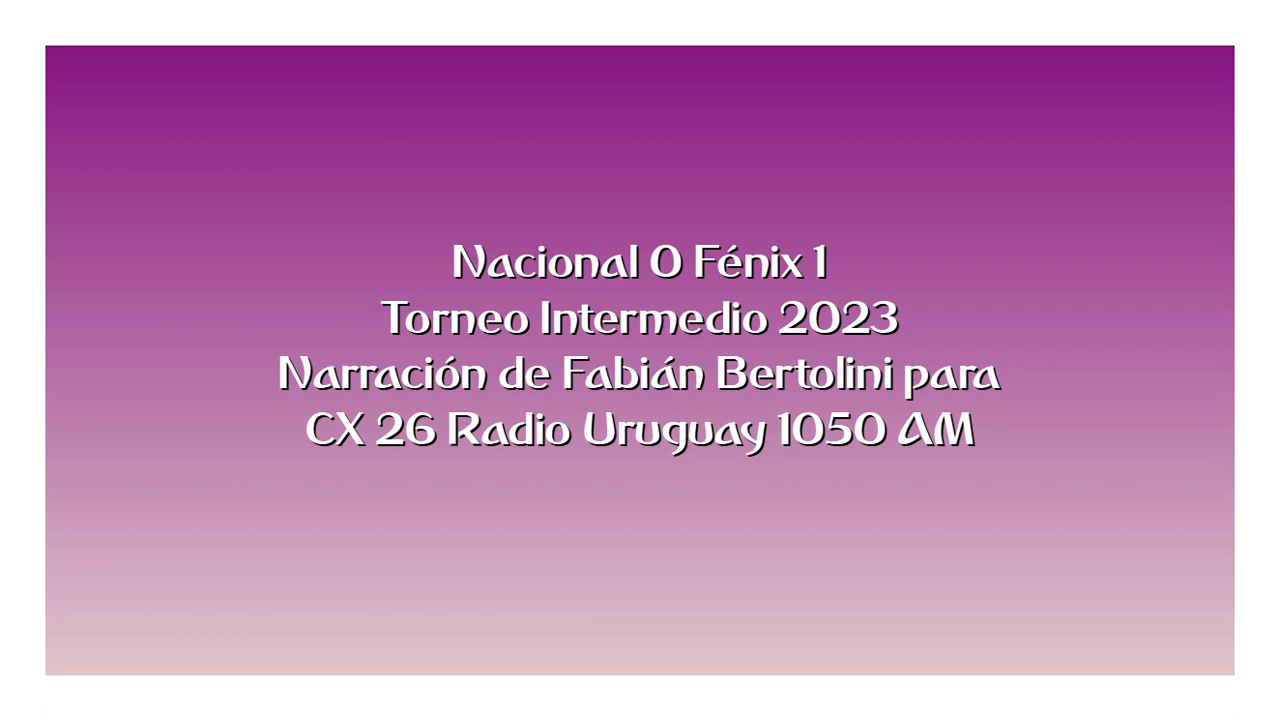 Nacional 0 Fénix 1
Torneo Intermedio 2023
Narración de Fabián Bertolini para
CX 26 Radio Uruguay 1050 AM